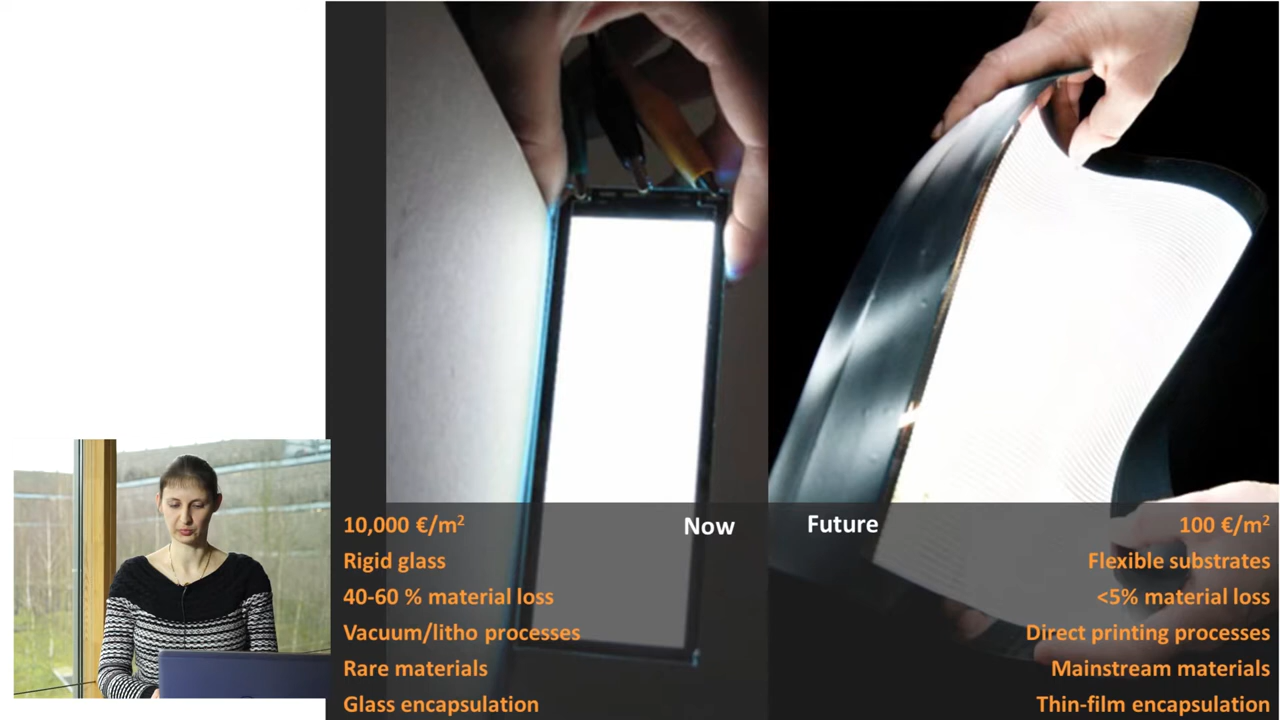 Now
10,000 €/m²
Rigid glass
40-60 % material loss
Vacuum/litho processes
Rare materials
Glass encapsulation
Future
100 €/m²
Flexible substrates
<5% material loss
Direct printing processes
Mainstream materials
Thin-film encapsulation